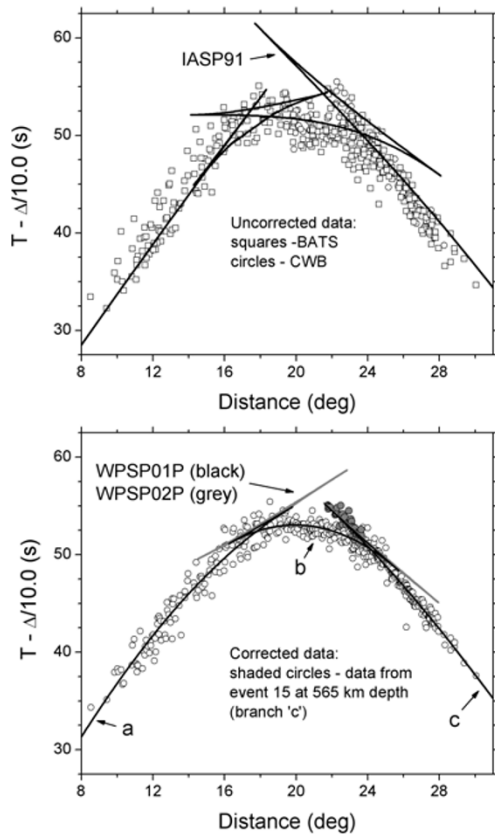 60
50
40
30
T - Δ/10.0 (s)
IASP91
Uncorrected data:
squares -BATS
circles - CWB
8 12 16 20 24 28
Distance (deg)
60
50
40
30
T - Δ/10.0 (s)
WPSP01P (black)
WPSP02P (grey)
b
Corrected data:
shaded circles - data from
event 15 at 565 km depth
(branch 'c')
a
c
8 12 16 20 24 28
Distance (deg)